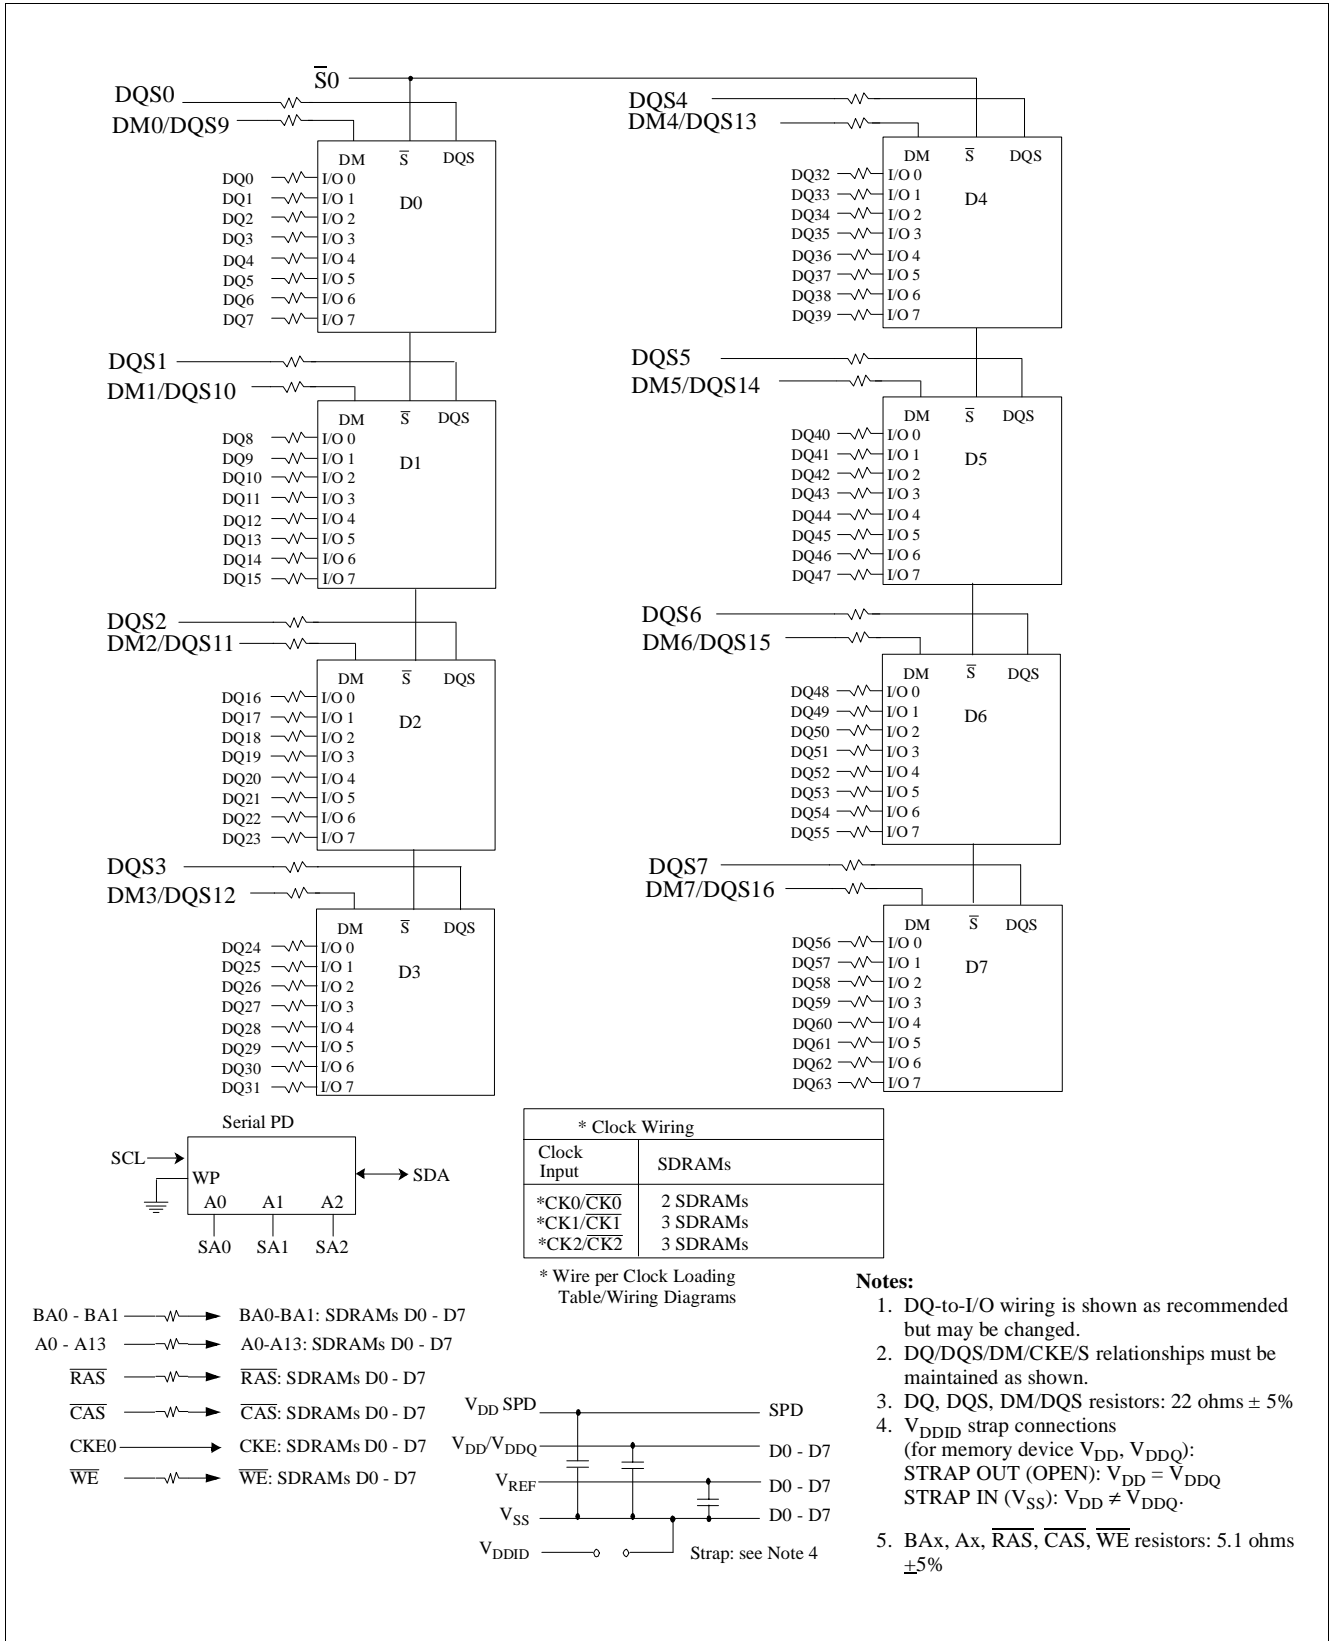 S̅0
DQS0
DM0/DQS9
DM S̅ DQS
D0
DQ0 I/O 0
DQ1 I/O 1
DQ2 I/O 2
DQ3 I/O 3
DQ4 I/O 4
DQ5 I/O 5
DQ6 I/O 6
DQ7 I/O 7
DQS1
DM1/DQS10
DM S̅ DQS
D1
DQ8 I/O 0
DQ9 I/O 1
DQ10 I/O 2
DQ11 I/O 3
DQ12 I/O 4
DQ13 I/O 5
DQ14 I/O 6
DQ15 I/O 7
DQS2
DM2/DQS11
DM S̅ DQS
D2
DQ16 I/O 0
DQ17 I/O 1
DQ18 I/O 2
DQ19 I/O 3
DQ20 I/O 4
DQ21 I/O 5
DQ22 I/O 6
DQ23 I/O 7
DQS3
DM3/DQS12
DM S̅ DQS
D3
DQ24 I/O 0
DQ25 I/O 1
DQ26 I/O 2
DQ27 I/O 3
DQ28 I/O 4
DQ29 I/O 5
DQ30 I/O 6
DQ31 I/O 7
DQS4
DM4/DQS13
DM S̅ DQS
D4
DQ32 I/O 0
DQ33 I/O 1
DQ34 I/O 2
DQ35 I/O 3
DQ36 I/O 4
DQ37 I/O 5
DQ38 I/O 6
DQ39 I/O 7
DQS5
DM5/DQS14
DM S̅ DQS
D5
DQ40 I/O 0
DQ41 I/O 1
DQ42 I/O 2
DQ43 I/O 3
DQ44 I/O 4
DQ45 I/O 5
DQ46 I/O 6
DQ47 I/O 7
DQS6
DM6/DQS15
DM S̅ DQS
D6
DQ48 I/O 0
DQ49 I/O 1
DQ50 I/O 2
DQ51 I/O 3
DQ52 I/O 4
DQ53 I/O 5
DQ54 I/O 6
DQ55 I/O 7
DQS7
DM7/DQS16
DM S̅ DQS
D7
DQ56 I/O 0
DQ57 I/O 1
DQ58 I/O 2
DQ59 I/O 3
DQ60 I/O 4
DQ61 I/O 5
DQ62 I/O 6
DQ63 I/O 7
Serial PD
SCL
WP
SDA
A0 A1 A2
SA0 SA1 SA2
* Clock Wiring
Clock
Input SDRAMs
*CK0/C̅K̅0̅ 2 SDRAMs
*CK1/C̅K̅1̅ 3 SDRAMs
*CK2/C̅K̅2̅ 3 SDRAMs
* Wire per Clock Loading
Table/Wiring Diagrams
BA0 - BA1 BA0-BA1: SDRAMs D0 - D7
A0 - A13 A0-A13: SDRAMs D0 - D7
R̅A̅S̅ R̅A̅S̅: SDRAMs D0 - D7
C̅A̅S̅ C̅A̅S̅: SDRAMs D0 - D7
CKE0 CKE: SDRAMs D0 - D7
W̅E̅ W̅E̅: SDRAMs D0 - D7
VDD SPD SPD
VDD/VDDQ D0 - D7
VREF D0 - D7
VSS D0 - D7
VDDID Strap: see Note 4
Notes:
1. DQ-to-I/O wiring is shown as recommended
but may be changed.
2. DQ/DQS/DM/CKE/S relationships must be
maintained as shown.
3. DQ, DQS, DM/DQS resistors: 22 ohms ± 5%
4. VDDID strap connections
(for memory device VDD, VDDQ):
STRAP OUT (OPEN): VDD = VDDQ
STRAP IN (VSS): VDD ≠ VDDQ.
5. BAx, Ax, R̅A̅S̅, C̅A̅S̅, W̅E̅ resistors: 5.1 ohms
±5%